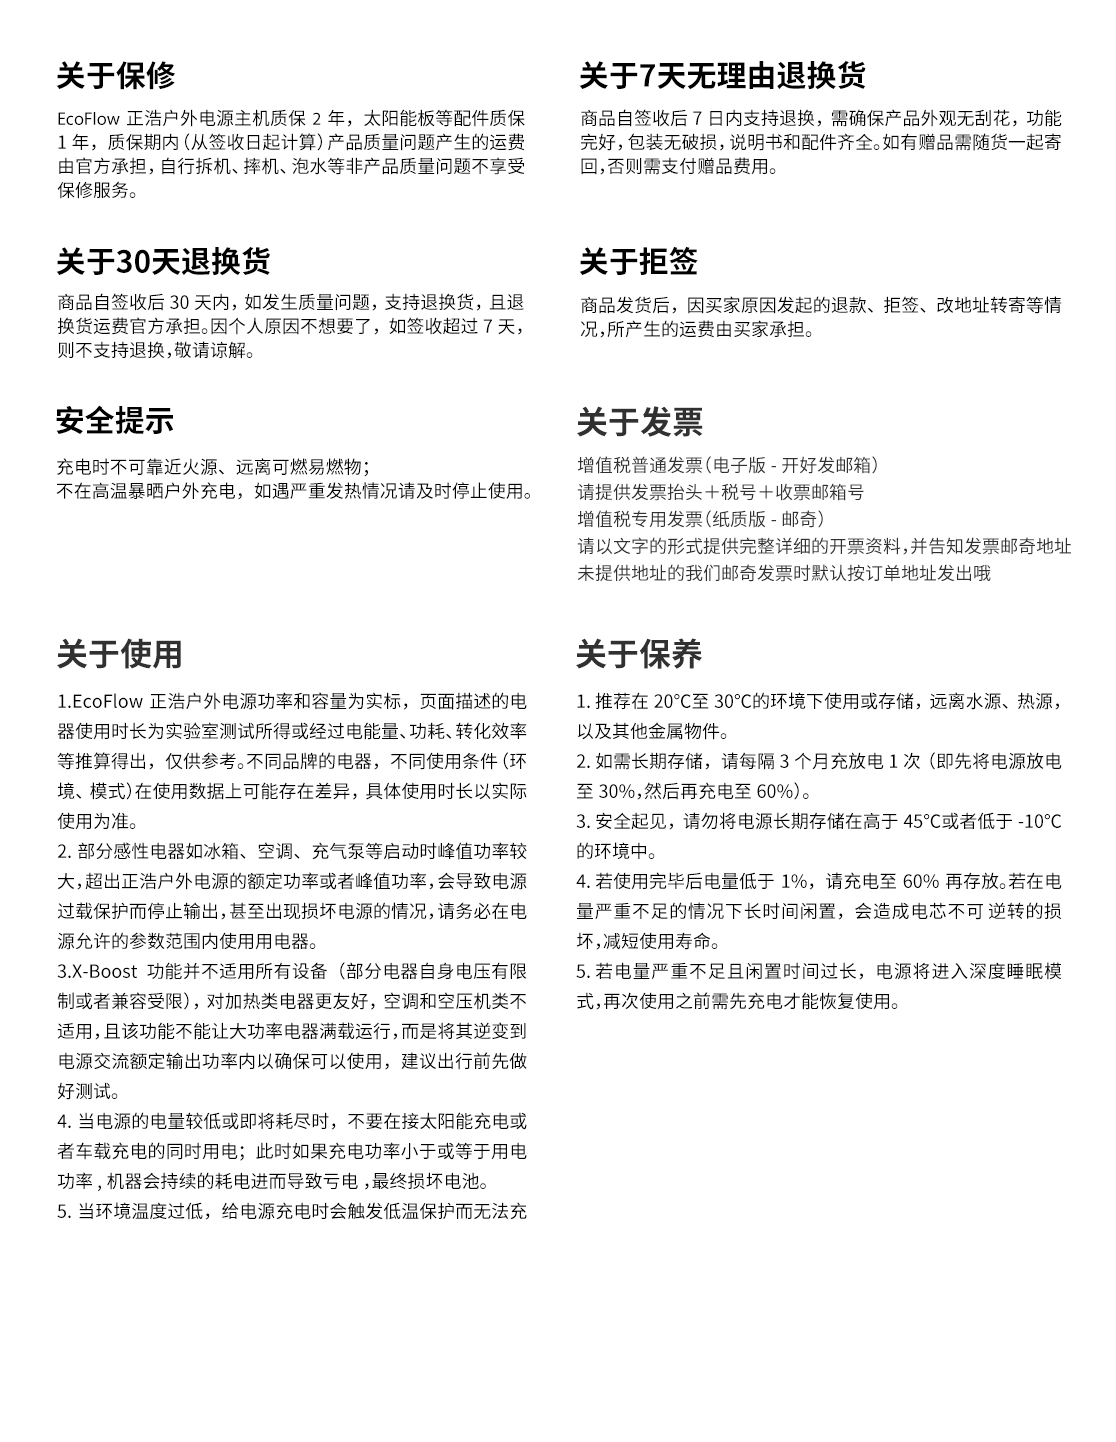 关于保修
EcoFlow 正浩户外电源主机质保 2 年，太阳能板等配件质保
1 年，质保期内（从签收日起计算）产品质量问题产生的运费
由官方承担，自行拆机、摔机、泡水等非产品质量问题不享受
保修服务。
关于7天无理由退换货
商品自签收后 7 日内支持退换，需确保产品外观无刮花，功能
完好，包装无破损，说明书和配件齐全。如有赠品需随货一起寄
回，否则需支付赠品费用。
关于30天退换货
商品自签收后 30 天内，如发生质量问题，支持退换货，且退
换货运费官方承担。因个人原因不想要了，如签收超过 7 天，
则不支持退换，敬请谅解。
关于拒签
商品发货后，因买家原因发起的退款、拒签、改地址转寄等情
况，所产生的运费由买家承担。
安全提示
充电时不可靠近火源、远离可燃易燃物；
不在高温暴晒户外充电，如遇严重发热情况请及时停止使用。
关于发票
增值税普通发票（电子版 - 开好发邮箱）
请提供发票抬头＋税号＋收票邮箱号
增值税专用发票（纸质版 - 邮寄）
请以文字的形式提供完整详细的开票资料，并告知发票邮寄地址
未提供地址的我们邮寄发票时默认按订单地址发出哦
关于使用
1.EcoFlow 正浩户外电源功率和容量为实标，页面描述的电
器使用时长为实验室测试所得或经过电能量、功耗、转化效率
等推算得出，仅供参考。不同品牌的电器，不同使用条件（环
境、模式）在使用数据上可能存在差异，具体使用时长以实际
使用为准。
2. 部分感性电器如冰箱、空调、充气泵等启动时峰值功率较
大，超出正浩户外电源的额定功率或者峰值功率，会导致电源
过载保护而停止输出，甚至出现损坏电源的情况，请务必在电
源允许的参数范围内使用用电器。
3.X-Boost 功能并不适用所有设备（部分电器自身电压有限
制或者兼容受限），对加热类电器更友好，空调和空压机类不
适用，且该功能不能让大功率电器满载运行，而是将其逆变到
电源交流额定输出功率内以确保可以使用，建议出行前先做
好测试。
4. 当电源的电量较低或即将耗尽时，不要在接太阳能充电或
者车载充电的同时用电；此时如果充电功率小于或等于用电
功率 , 机器会持续的耗电进而导致亏电 ,最终损坏电池。
5. 当环境温度过低，给电源充电时会触发低温保护而无法充
关于保养
1. 推荐在 20℃至 30℃的环境下使用或存储，远离水源、热源，
以及其他金属物件。
2. 如需长期存储，请每隔 3 个月充放电 1 次（即先将电源放电
至 30%，然后再充电至 60%）。
3. 安全起见，请勿将电源长期存储在高于 45℃或者低于 -10℃
的环境中。
4. 若使用完毕后电量低于 1%，请充电至 60% 再存放。若在电
量严重不足的情况下长时间闲置，会造成电芯不可 逆转的损
坏，减短使用寿命。
5. 若电量严重不足且闲置时间过长，电源将进入深度睡眠模
式，再次使用之前需先充电才能恢复使用。